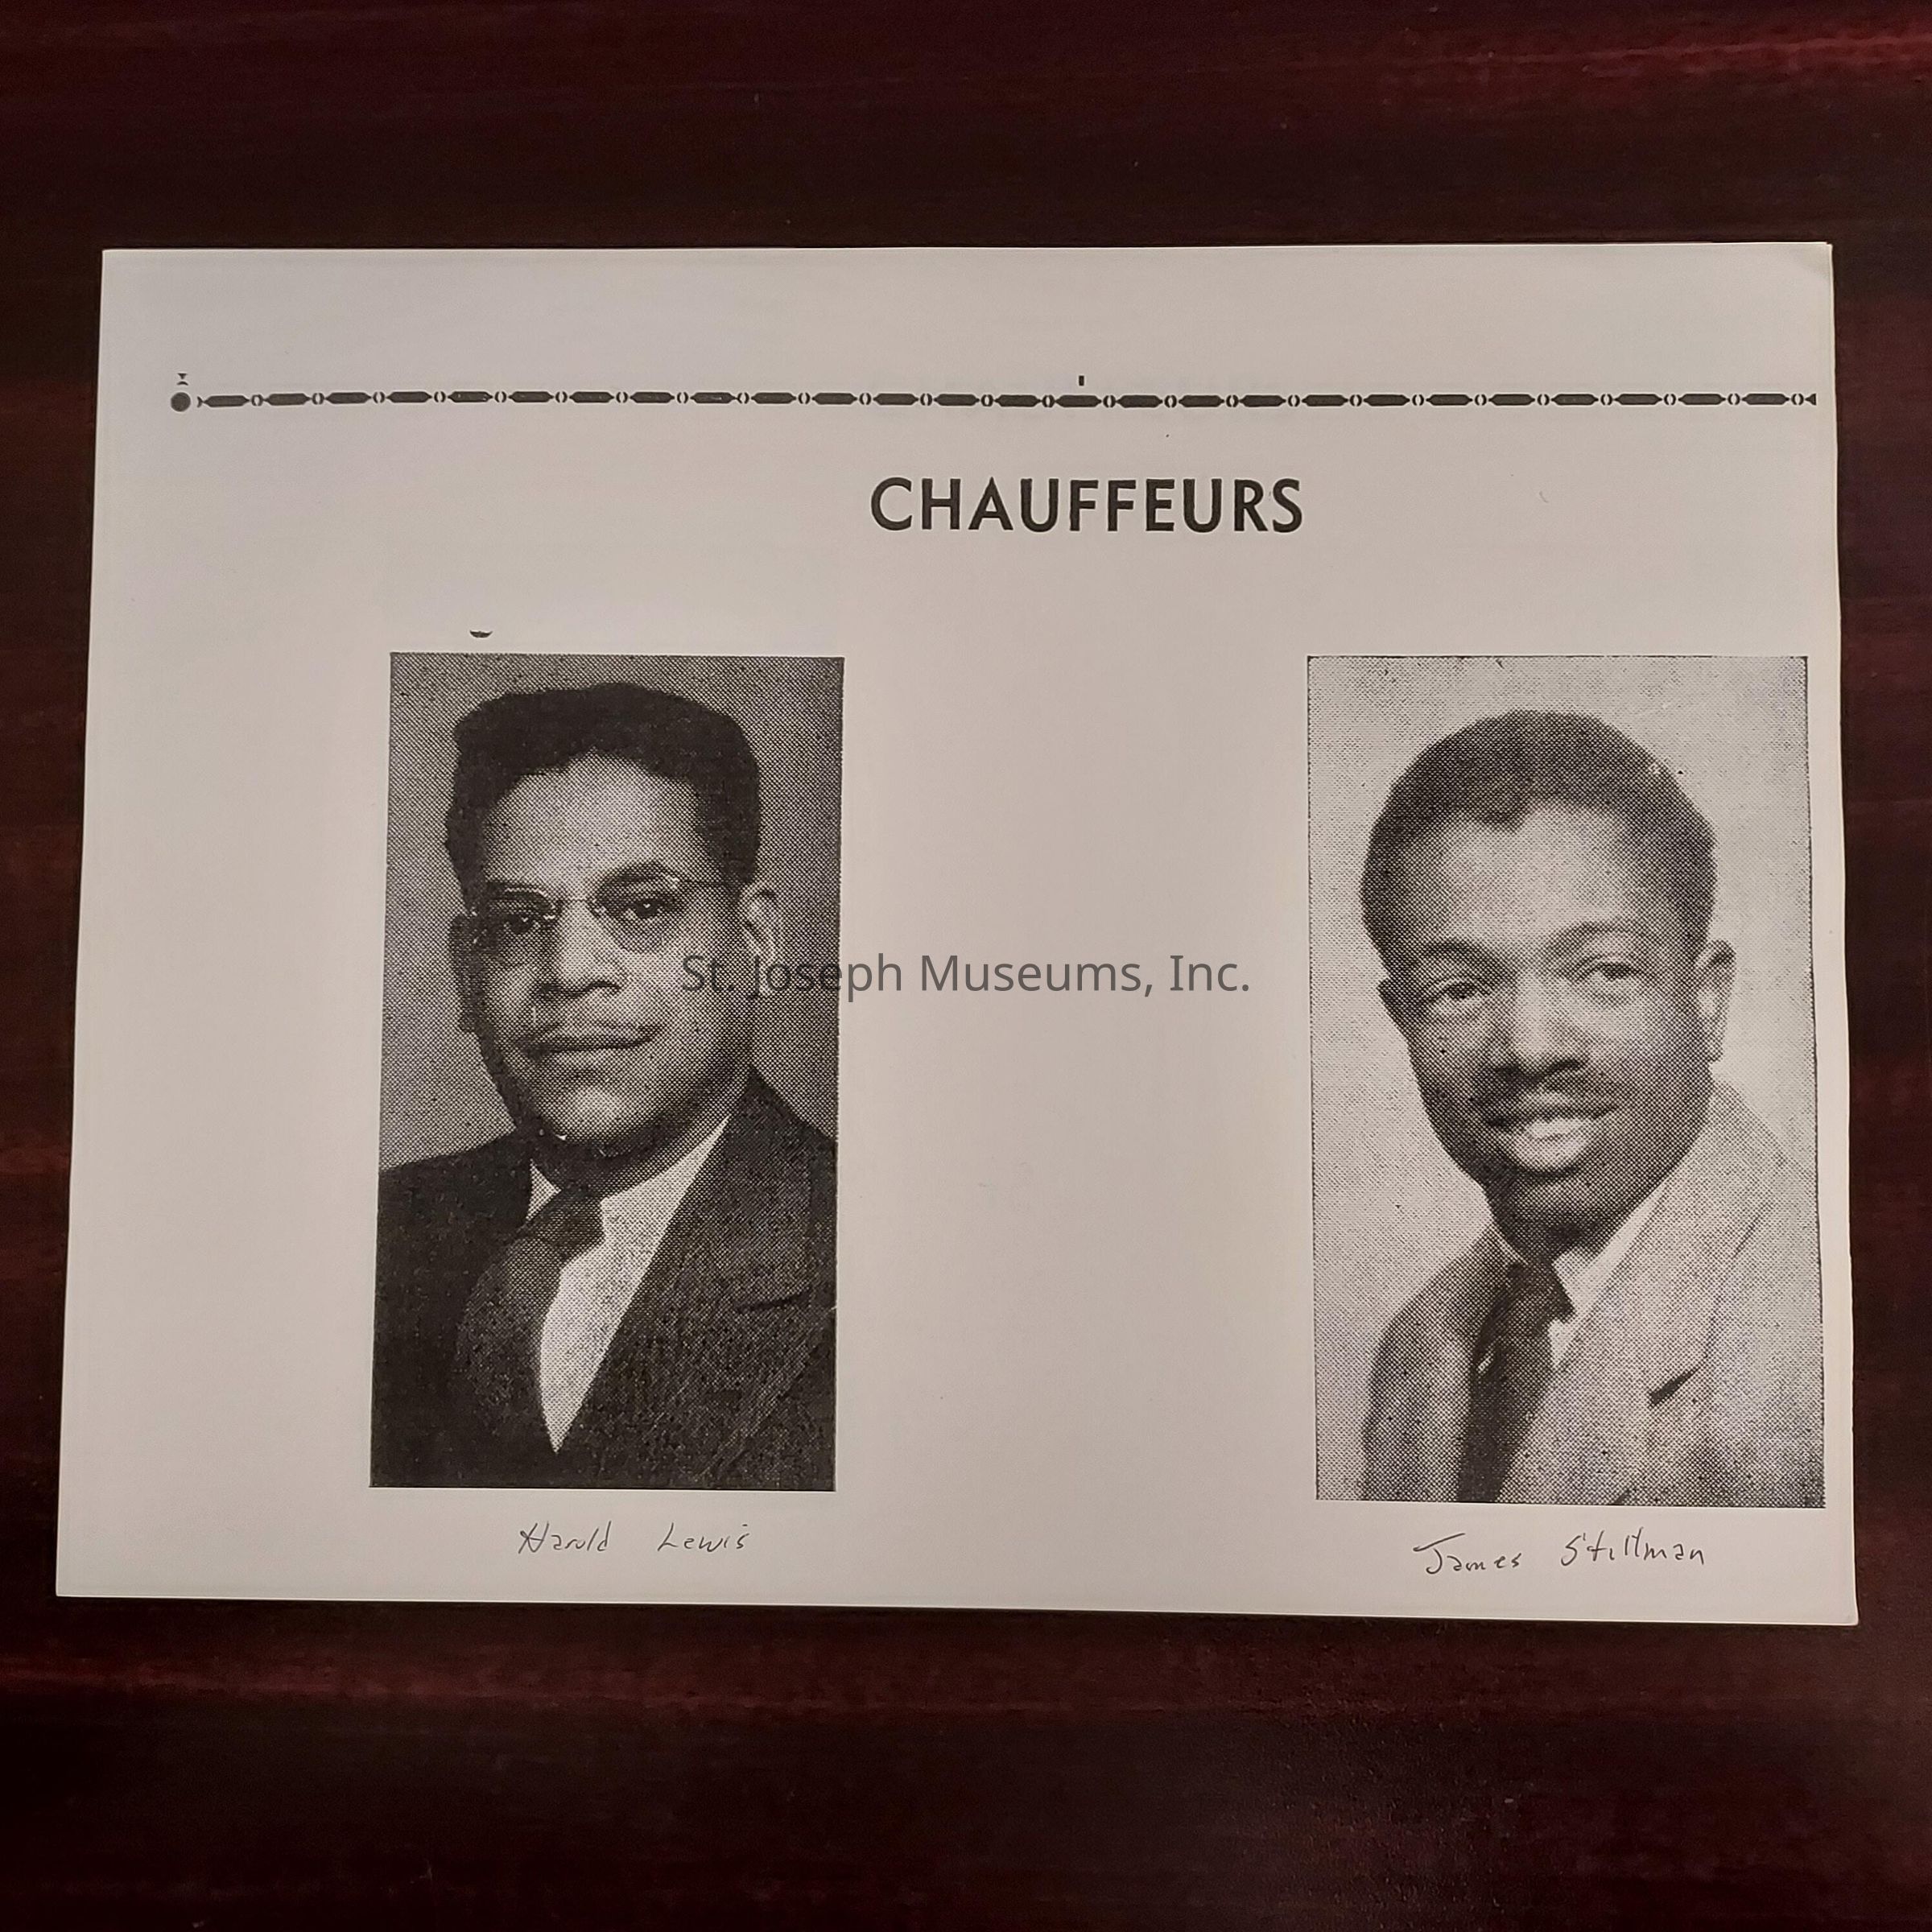 CHAUFFEURS
St. Joseph Museums, Inc.
Harold Lewis
James Stillman